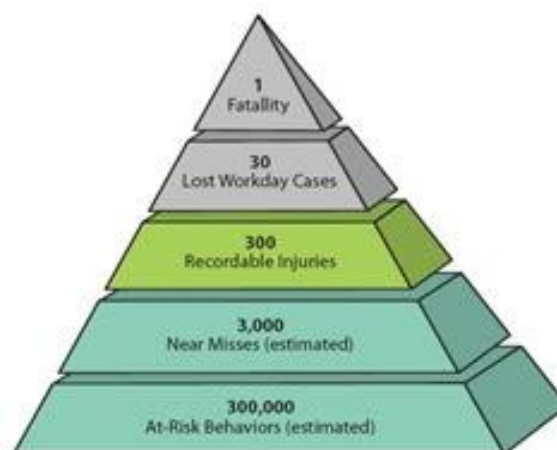 1
Fatallity
30
Lost Workday Cases
300
Recordable Injuries
3,000
Near Misses (estimated)
300,000
At-Risk Behaviors (estimated)